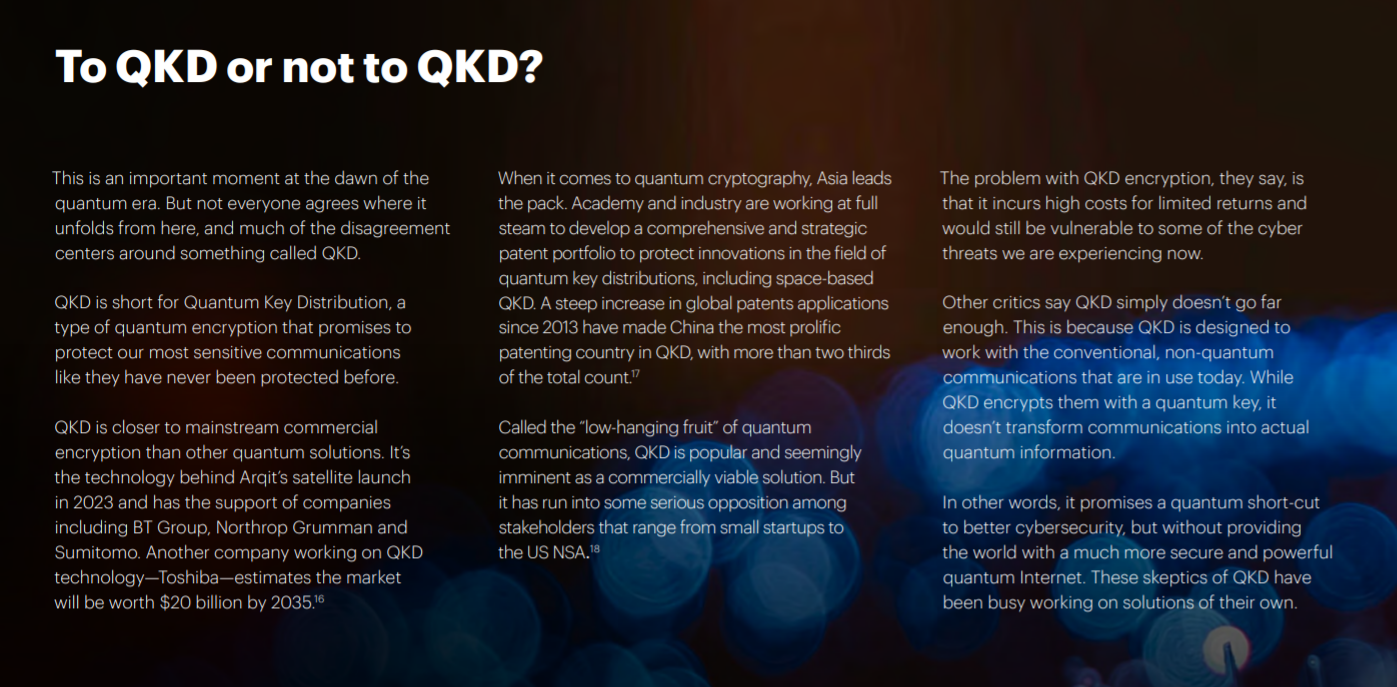 To QKD or not to QKD?
This is an important moment at the dawn of the
quantum era. But not everyone agrees where it
unfolds from here, and much of the disagreement
centers around something called QKD.
QKD is short for Quantum Key Distribution, a
type of quantum encryption that promises to
protect our most sensitive communications
like they have never been protected before.
QKD is closer to mainstream commercial
encryption than other quantum solutions. It's
the technology behind Arqit's satellite launch
in 2023 and has the support of companies
including BT Group, Northrop Grumman and
Sumitomo. Another company working on QKD
technology—Toshiba—estimates the market
will be worth $20 billion by 2035.16
When it comes to quantum cryptography, Asia leads
the pack. Academy and industry are working at full
steam to develop a comprehensive and strategic
patent portfolio to protect innovations in the field of
quantum key distributions, including space-based
QKD. A steep increase in global patents applications
since 2013 have made China the most prolific
patenting country in QKD, with more than two thirds
of the total count.17
Called the "low-hanging fruit" of quantum
communications, QKD is popular and seemingly
imminent as a commercially viable solution. But
it has run into some serious opposition among
stakeholders that range from small startups to
the US NSA.18
The problem with QKD encryption, they say, is
that it incurs high costs for limited returns and
would still be vulnerable to some of the cyber
threats we are experiencing now.
Other critics say QKD simply doesn't go far
enough. This is because QKD is designed to
work with the conventional, non-quantum
communications that are in use today. While
QKD encrypts them with a quantum key, it
doesn't transform communications into actual
quantum information.
In other words, it promises a quantum short-cut
to better cybersecurity, but without providing
the world with a much more secure and powerful
quantum Internet. These skeptics of QKD have
been busy working on solutions of their own.